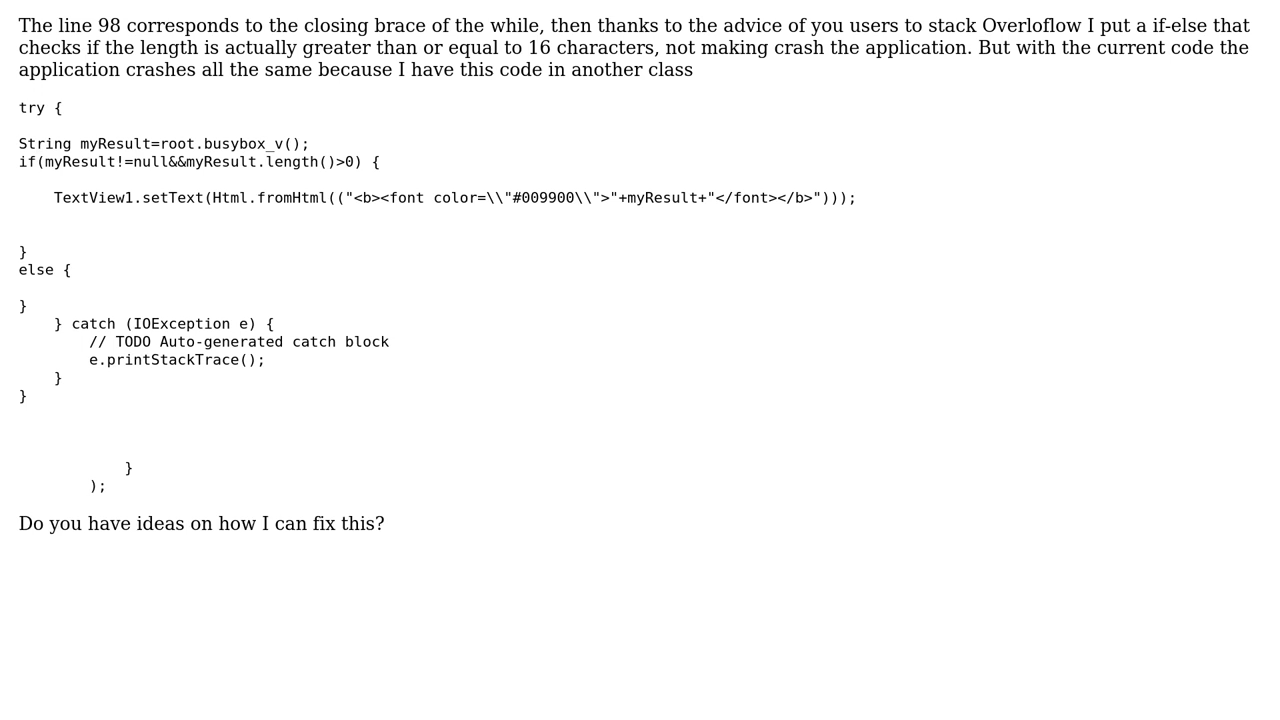 The line 98 corresponds to the closing brace of the while, then thanks to the advice of you users to stack Overloflow I put a if-else that
checks if the length is actually greater than or equal to 16 characters, not making crash the application. But with the current code the
application crashes all the same because I have this code in another class
try {
String myResult=root.busybox_v();
if(myResult!=null&&myResult.length()>0) {
    TextView1.setText(Html.fromHtml(("<b><font color=\\"#009900\\">"+myResult+"</font></b>")));
}
else {
}
    } catch (IOException e) {
        // TODO Auto-generated catch block
        e.printStackTrace();
    }
}
            }
        );
Do you have ideas on how I can fix this?